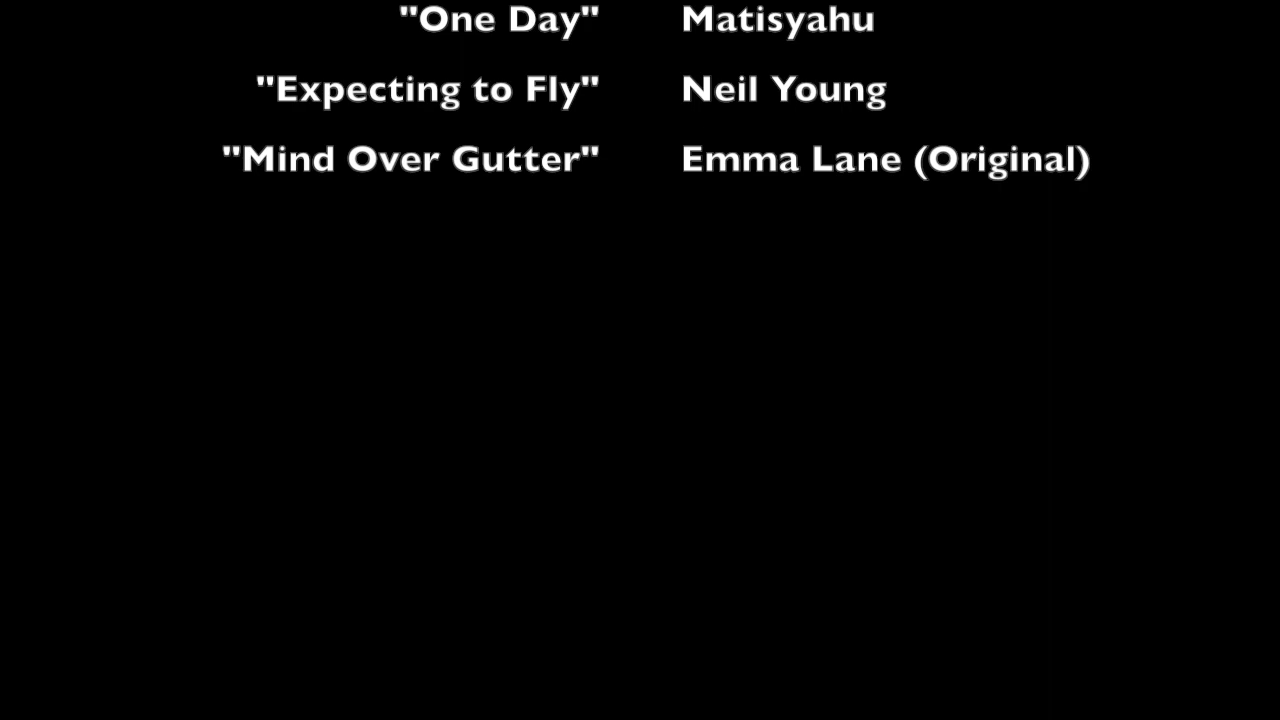 "One Day" Matisyahu
"Expecting to Fly" Neil Young
"Mind Over Gutter" Emma Lane (Original)